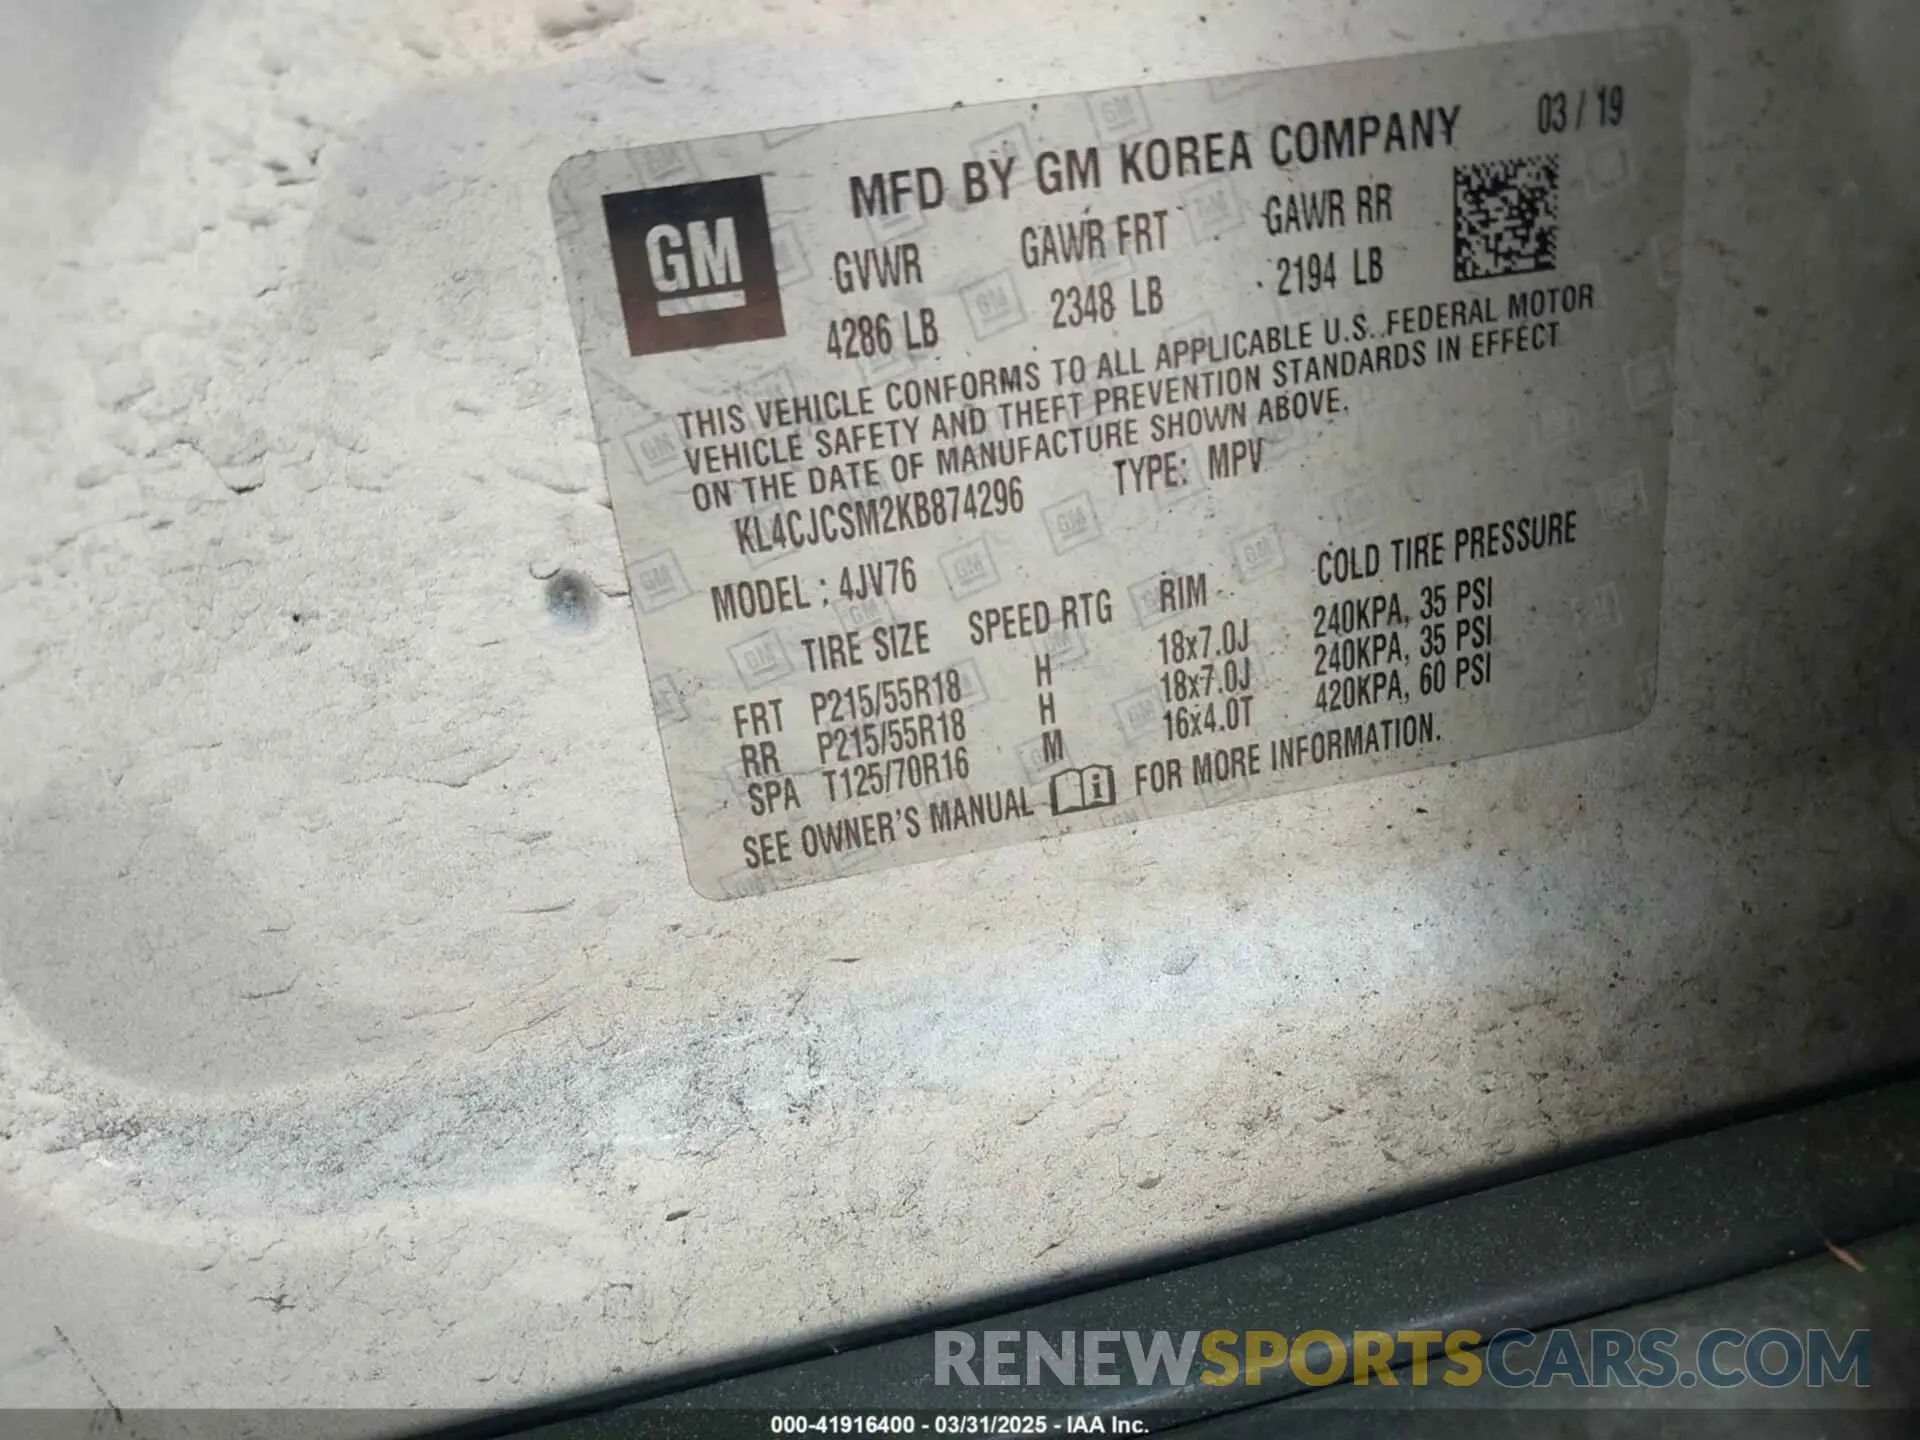 MFD BY GM KOREA COMPANY 03 / 19
GM
GVWR GAWR FRT GAWR RR
4286 LB 2348 LB 2194 LB
THIS VEHICLE CONFORMS TO ALL APPLICABLE U.S. FEDERAL MOTOR
VEHICLE SAFETY AND THEFT PREVENTION STANDARDS IN EFFECT
ON THE DATE OF MANUFACTURE SHOWN ABOVE.
KL4CJCSM2KB874296 TYPE: MPV
MODEL : 4JV76
TIRE SIZE SPEED RTG RIM COLD TIRE PRESSURE
FRT P215/55R18 H 18x7.0J 240KPA, 35 PSI
RR P215/55R18 H 18x7.0J 240KPA, 35 PSI
SPA T125/70R16 M 16x4.0T 420KPA, 60 PSI
SEE OWNER'S MANUAL i FOR MORE INFORMATION.
RENEWSPORTSCARS.COM
000-41916400 - 03/31/2025 - IAA Inc.